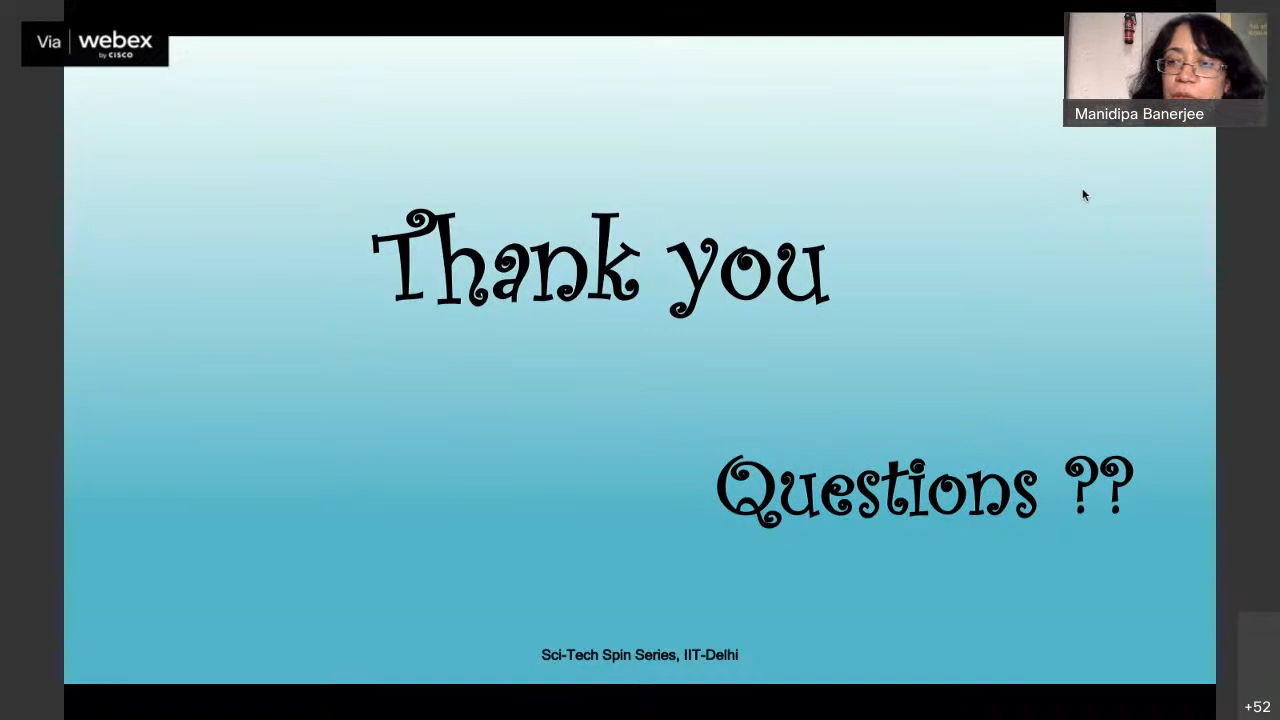 Via webex
by CISCO
Manidipa Banerjee
Thank you
Questions ??
Sci-Tech Spin Series, IIT-Delhi
+52